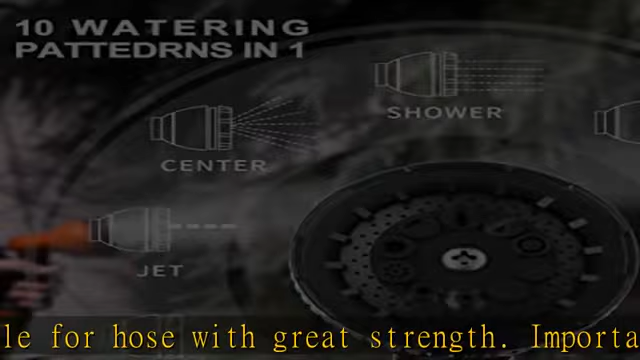 10 WATERING
PATTEDRNS IN 1
SHOWER
CENTER
JET
le for hose with great strength. Importa